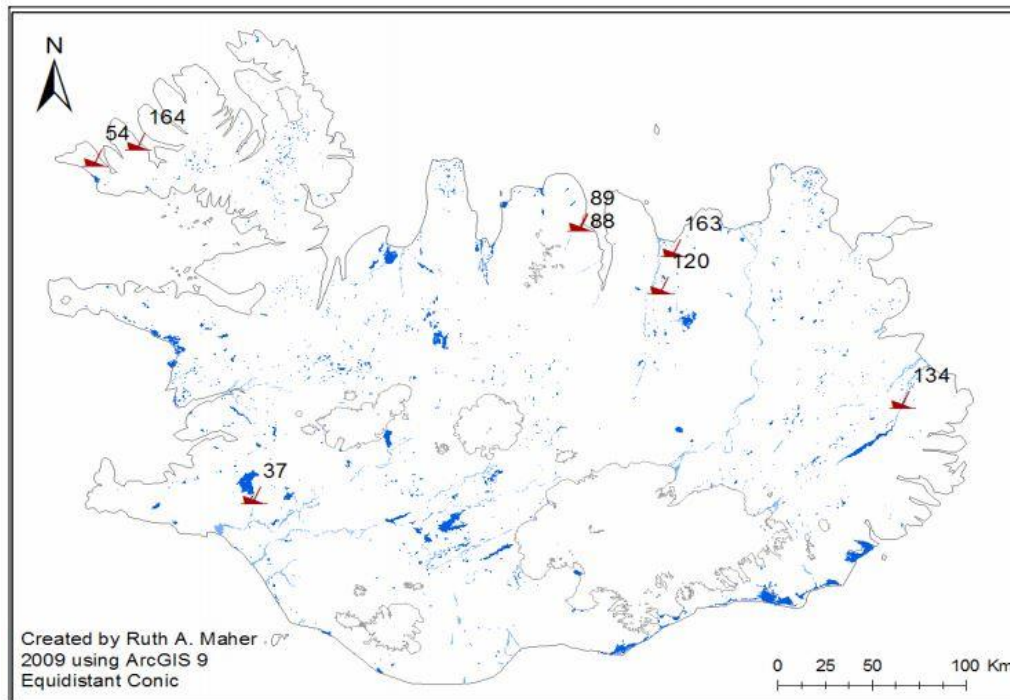 N
164
54
89
88
163
120
134
37
Created by Ruth A. Maher
2009 using ArcGIS 9
Equidistant Conic
0 25 50 100 Km